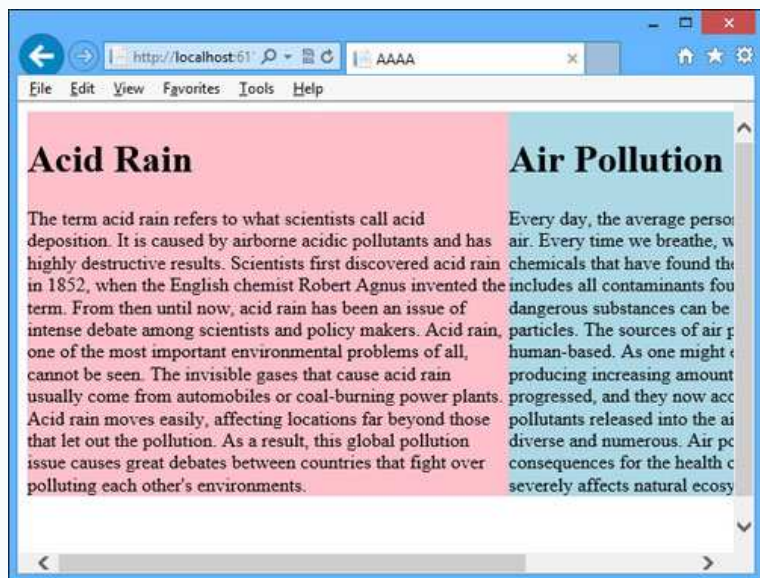 http://localhost:61
AAAA
File Edit View Favorites Tools Help
Acid Rain
The term acid rain refers to what scientists call acid
deposition. It is caused by airborne acidic pollutants and has
highly destructive results. Scientists first discovered acid rain
in 1852, when the English chemist Robert Agnus invented the
term. From then until now, acid rain has been an issue of
intense debate among scientists and policy makers. Acid rain,
one of the most important environmental problems of all,
cannot be seen. The invisible gases that cause acid rain
usually come from automobiles or coal-burning power plants.
Acid rain moves easily, affecting locations far beyond those
that let out the pollution. As a result, this global pollution
issue causes great debates between countries that fight over
polluting each other's environments.
Air Pollution
Every day, the average
air. Every time we breathe,
chemicals that have found
includes all contaminants
dangerous substances can be
particles. The sources of air
human-based. As one might
producing increasing amount
progressed, and they now
pollutants released into the
diverse and numerous. Air
consequences for the health
severely affects natural